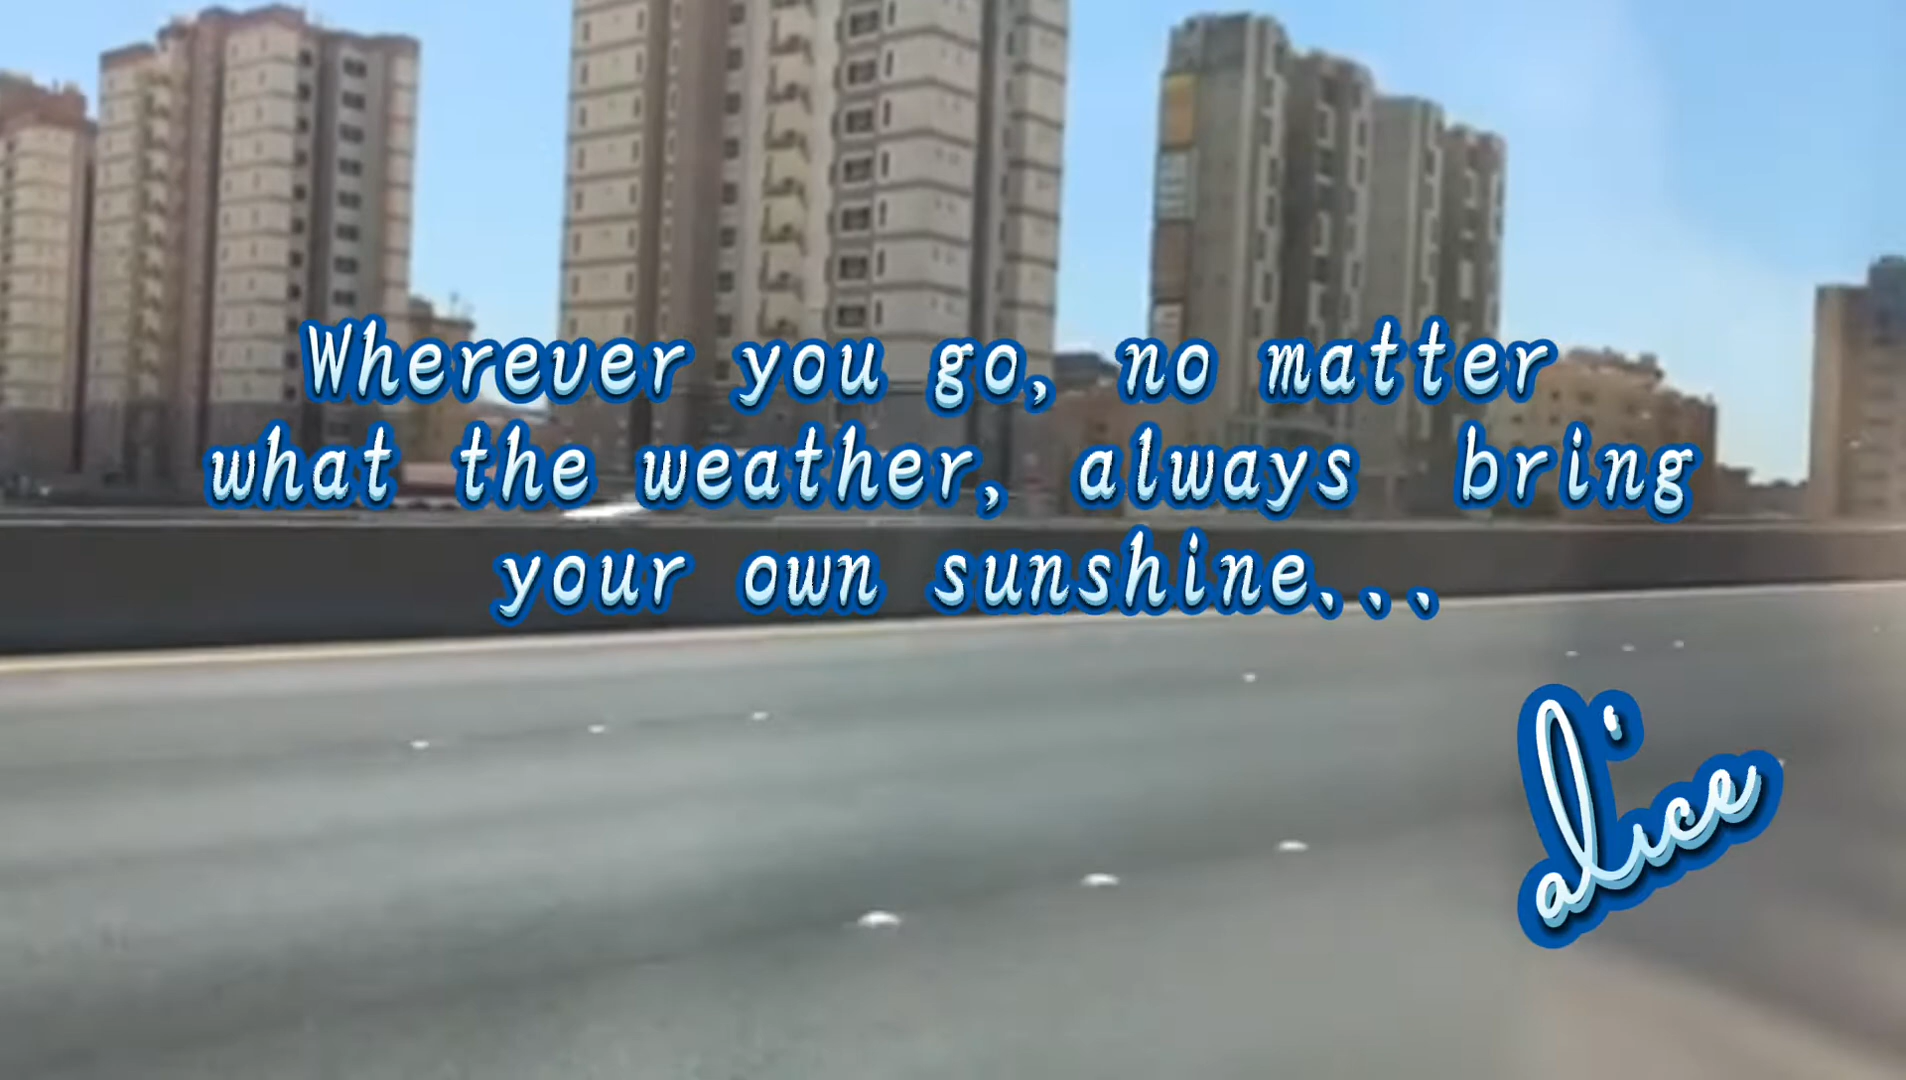 Wherever you go, no matter
what the weather, always bring
your own sunshine...
alice